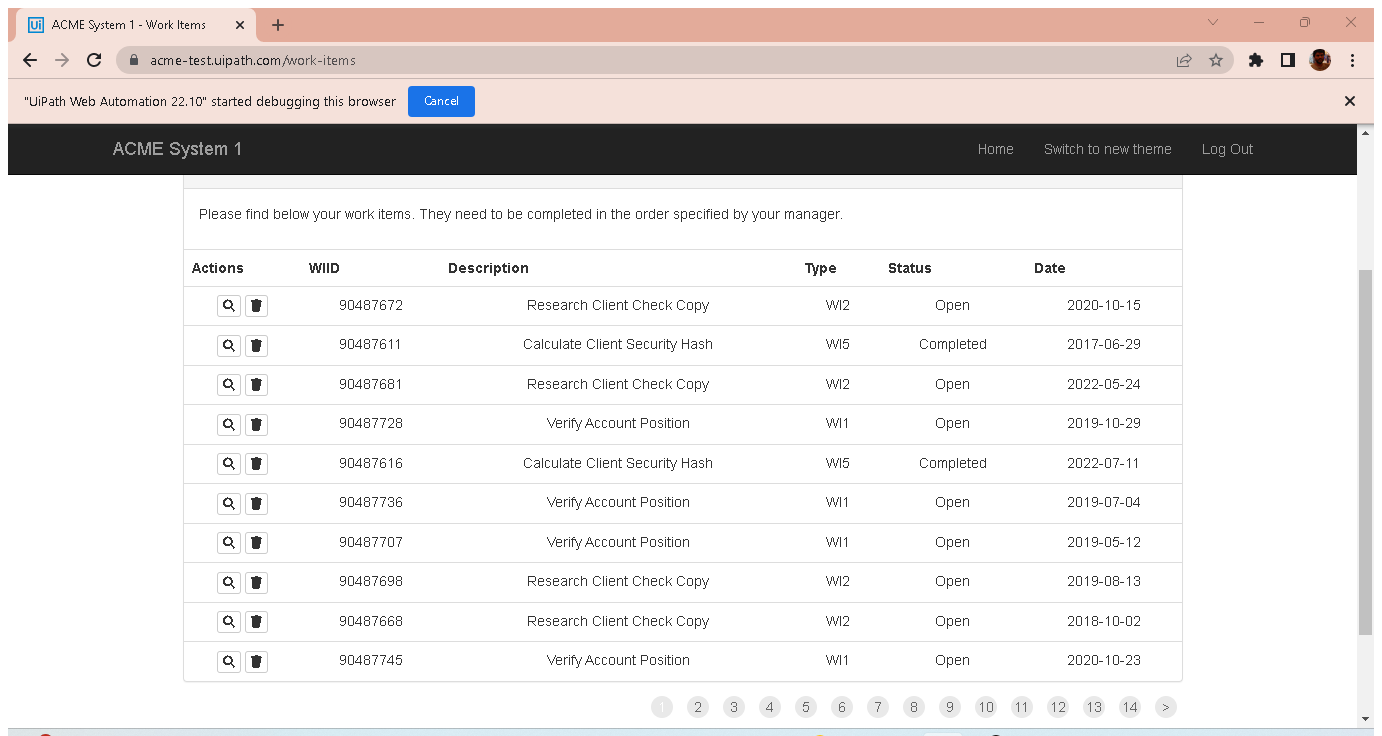 ACME System 1 - Work Items
acme-test.uipath.com/work-items
"UiPath Web Automation 22.10" started debugging this browser Cancel
ACME System 1 Home Switch to new theme Log Out
Please find below your work items. They need to be completed in the order specified by your manager.
Actions WIID Description Type Status Date
90487672 Research Client Check Copy WI2 Open 2020-10-15
90487611 Calculate Client Security Hash WI5 Completed 2017-06-29
90487681 Research Client Check Copy WI2 Open 2022-05-24
90487728 Verify Account Position WI1 Open 2019-10-29
90487616 Calculate Client Security Hash WI5 Completed 2022-07-11
90487736 Verify Account Position WI1 Open 2019-07-04
90487707 Verify Account Position WI1 Open 2019-05-12
90487698 Research Client Check Copy WI2 Open 2019-08-13
90487668 Research Client Check Copy WI2 Open 2018-10-02
90487745 Verify Account Position WI1 Open 2020-10-23
1 2 3 4 5 6 7 8 9 10 11 12 13 14 >